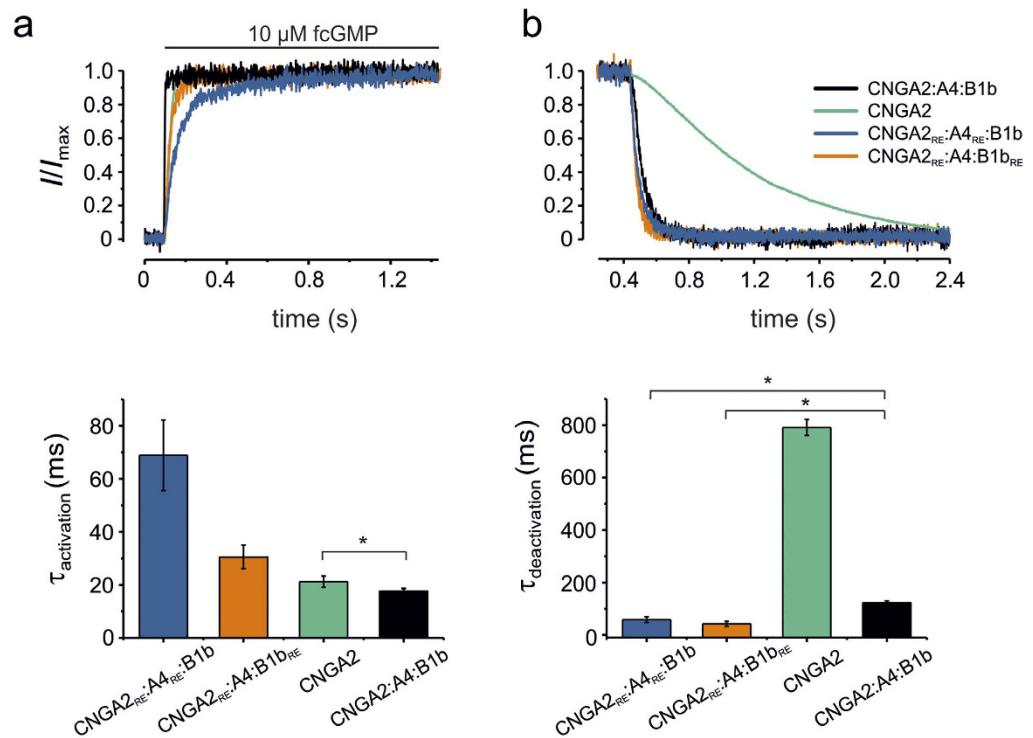 a
10 µM fcGMP
I/Imax
1.0
0.8
0.6
0.4
0.2
0
0 0.4 0.8 1.2
time (s)
b
1.0
0.8
0.6
0.4
0.2
0
0.4 0.8 1.2 1.6 2.0 2.4
time (s)
CNGA2:A4:B1b
CNGA2
CNGA2RE:A4RE:B1b
CNGA2RE:A4:B1bRE
τactivation (ms)
80
60
40
20
0
*
CNGA2RE:A4RE:B1b
CNGA2RE:A4:B1bRE
CNGA2
CNGA2:A4:B1b
τdeactivation (ms)
800
600
400
200
0
*
*
CNGA2RE:A4RE:B1b
CNGA2RE:A4:B1bRE
CNGA2
CNGA2:A4:B1b